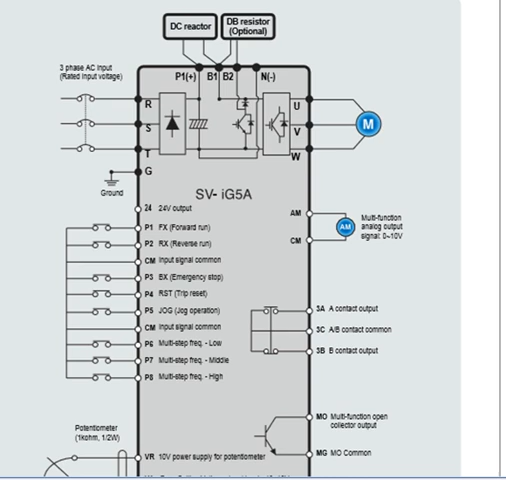 DC reactor
DB resistor
(Optional)
3 phase AC input
(Rated input voltage)
P1(+) B1 B2 N(-)
R
S
T
G
U
V
W
M
Ground
SV- iG5A
24 24V output
P1 FX (Forward run)
P2 RX (Reverse run)
CM Input signal common
P3 BX (Emergency stop)
P4 RST (Trip reset)
P5 JOG (Jog operation)
CM Input signal common
P6 Multi-step freq. - Low
P7 Multi-step freq. - Middle
P8 Multi-step freq. - High
AM
CM
AM
Multi-function
analog output
signal: 0~10V
3A A contact output
3C A/B contact common
3B B contact output
MO Multi-function open
collector output
MG MO Common
Potentiometer
(1kohm, 1/2W)
VR 10V power supply for potentiometer